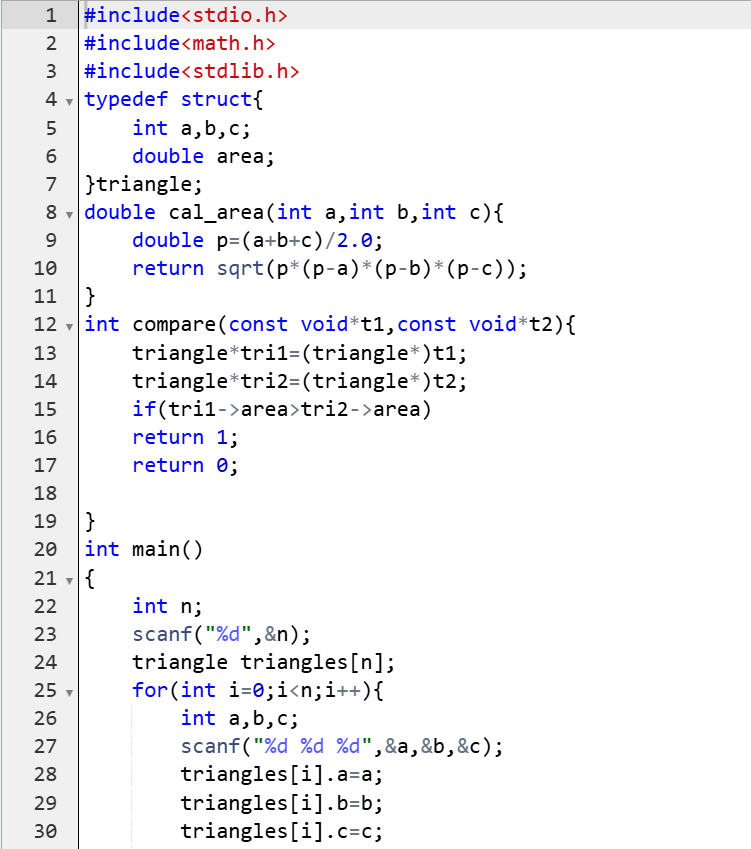 1 #include<stdio.h>
2 #include<math.h>
3 #include<stdlib.h>
4 typedef struct{
5     int a,b,c;
6     double area;
7 }triangle;
8 double cal_area(int a,int b,int c){
9     double p=(a+b+c)/2.0;
10     return sqrt(p*(p-a)*(p-b)*(p-c));
11 }
12 int compare(const void*t1,const void*t2){
13     triangle*tri1=(triangle*)t1;
14     triangle*tri2=(triangle*)t2;
15     if(tri1->area>tri2->area)
16     return 1;
17     return 0;
18
19 }
20 int main()
21 {
22     int n;
23     scanf("%d",&n);
24     triangle triangles[n];
25     for(int i=0;i<n;i++){
26         int a,b,c;
27         scanf("%d %d %d",&a,&b,&c);
28         triangles[i].a=a;
29         triangles[i].b=b;
30         triangles[i].c=c;